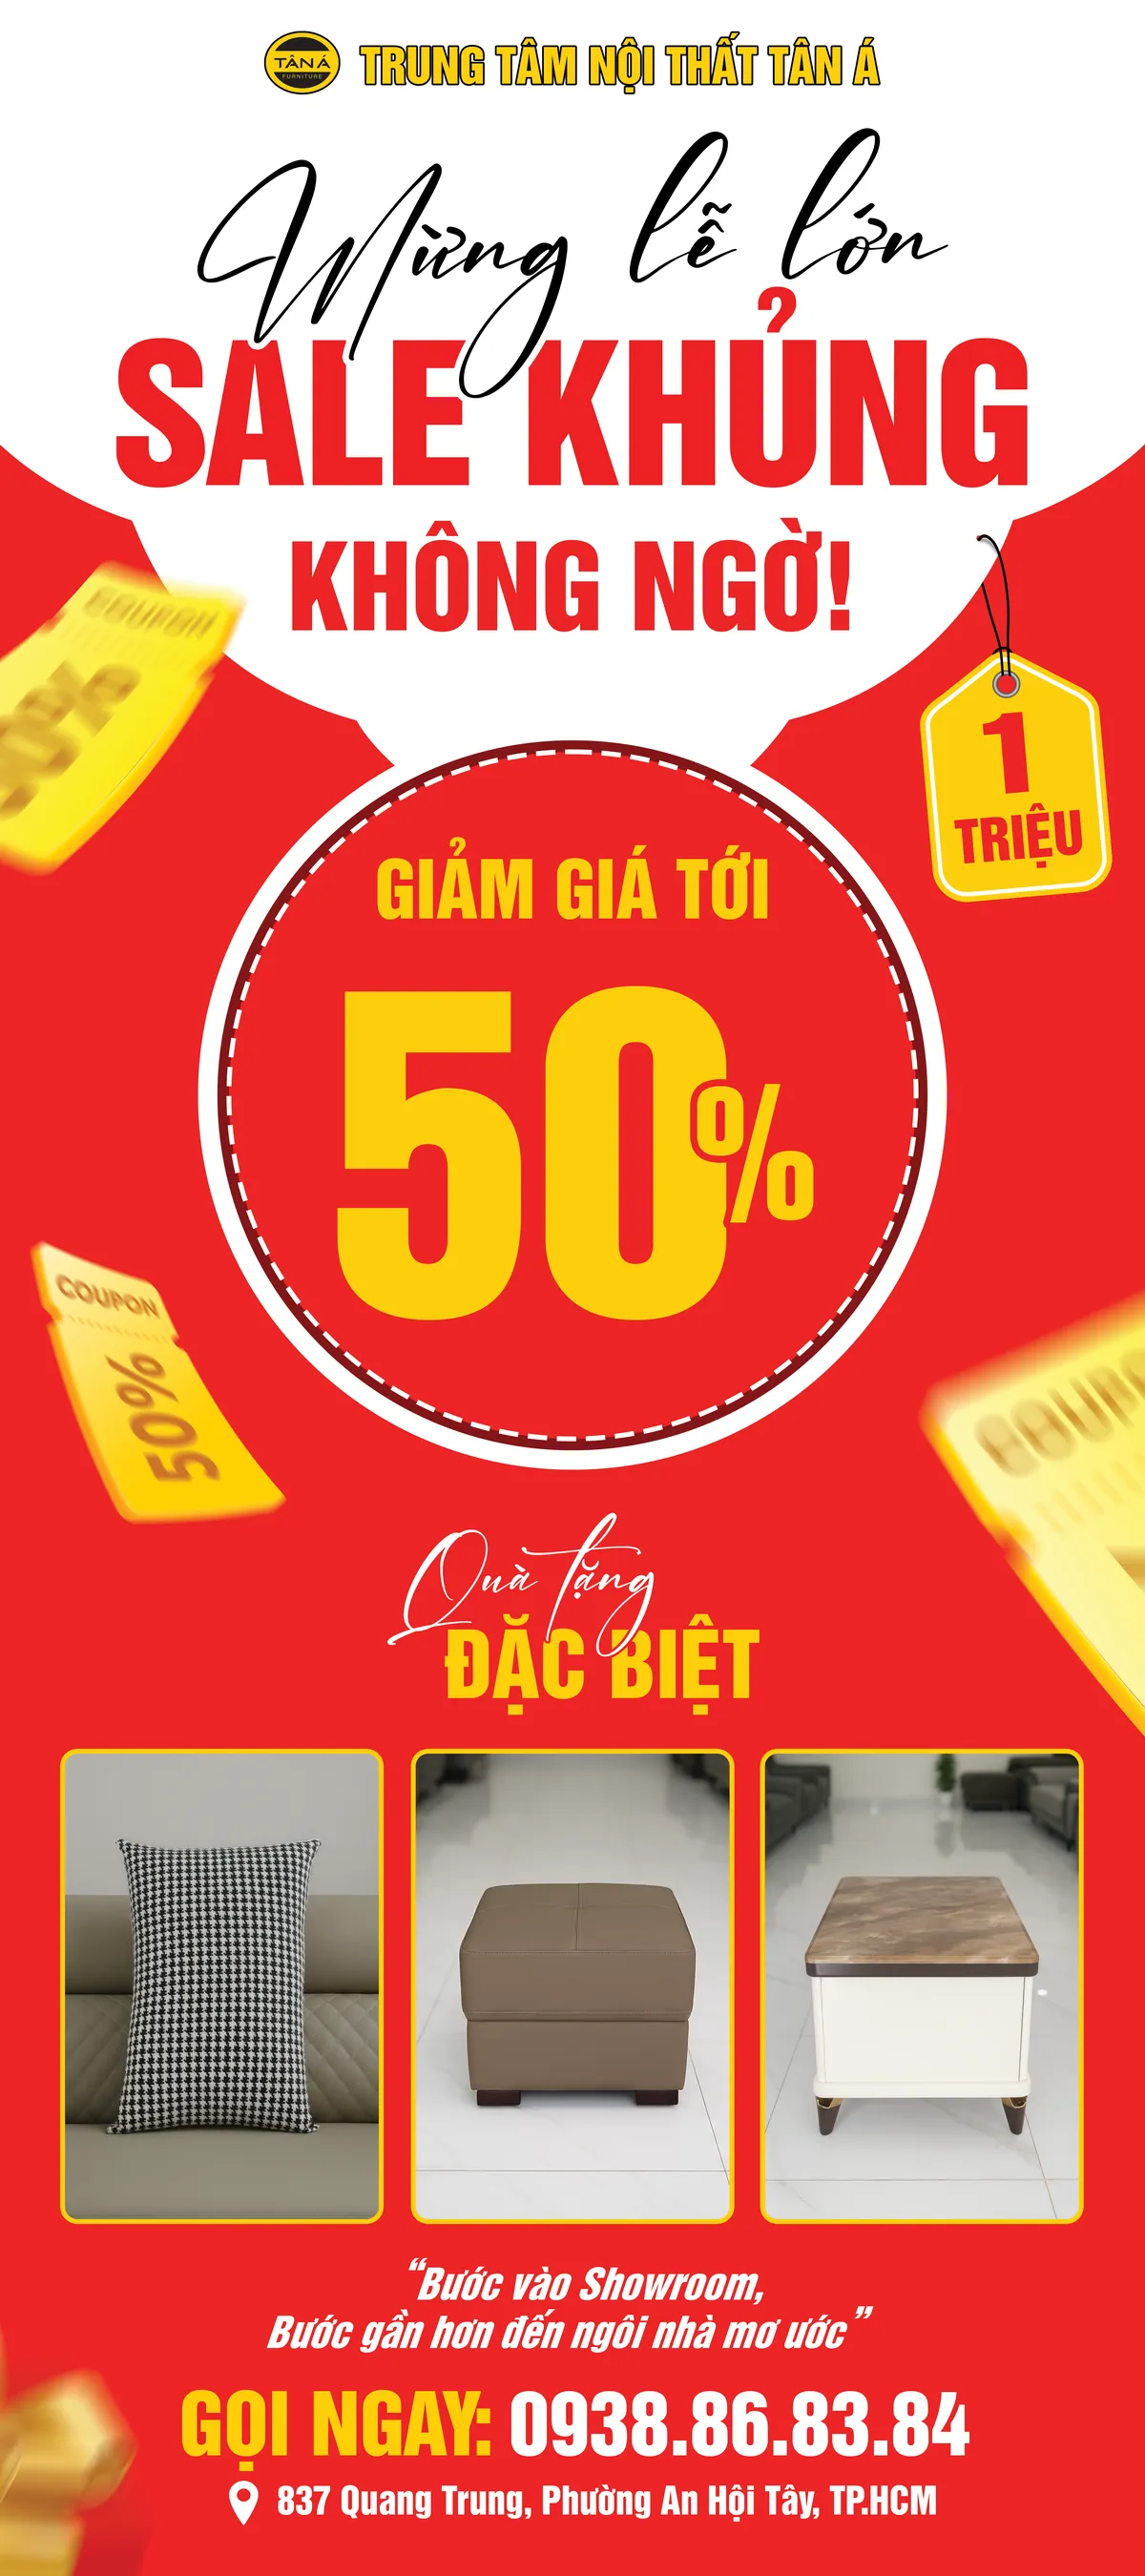 TÂN Á
FURNITURE
TRUNG TÂM NỘI THẤT TÂN Á
Mừng lễ lớn
SALE KHỦNG
KHÔNG NGỜ!
COUPON
1
TRIỆU
GIẢM GIÁ TỚI
50%
COUPON
50%
Quà tặng
ĐẶC BIỆT
“Bước vào Showroom,
Bước gần hơn đến ngôi nhà mơ ước”
GỌI NGAY: 0938.86.83.84
837 Quang Trung, Phường An Hội Tây, TP.HCM